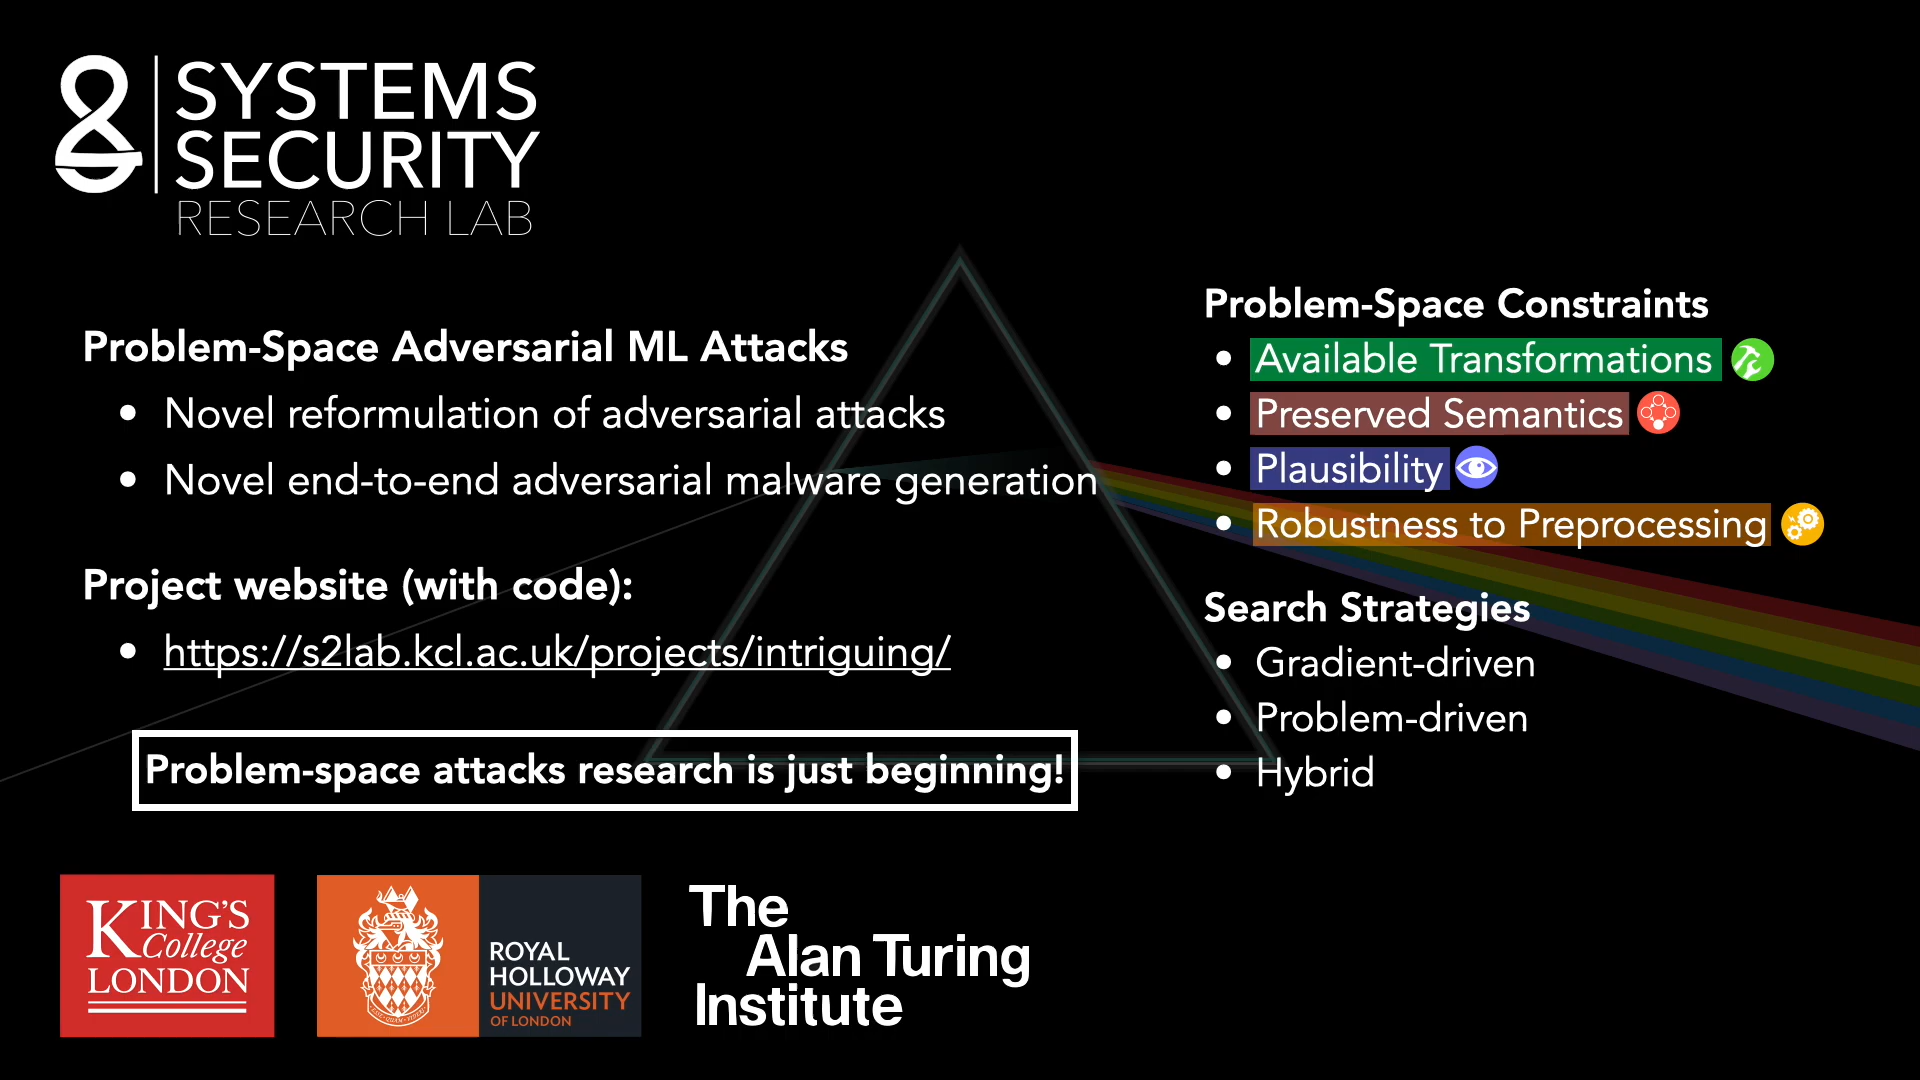 SYSTEMS
SECURITY
RESEARCH LAB
Problem-Space Adversarial ML Attacks
• Novel reformulation of adversarial attacks
• Novel end-to-end adversarial malware generation
Project website (with code):
• https://s2lab.kcl.ac.uk/projects/intriguing/
Problem-space attacks research is just beginning!
Problem-Space Constraints
• Available Transformations
• Preserved Semantics
• Plausibility
• Robustness to Preprocessing
Search Strategies
• Gradient-driven
• Problem-driven
• Hybrid
KING'S
College
LONDON
ROYAL
HOLLOWAY
UNIVERSITY
OF LONDON
The
Alan Turing
Institute